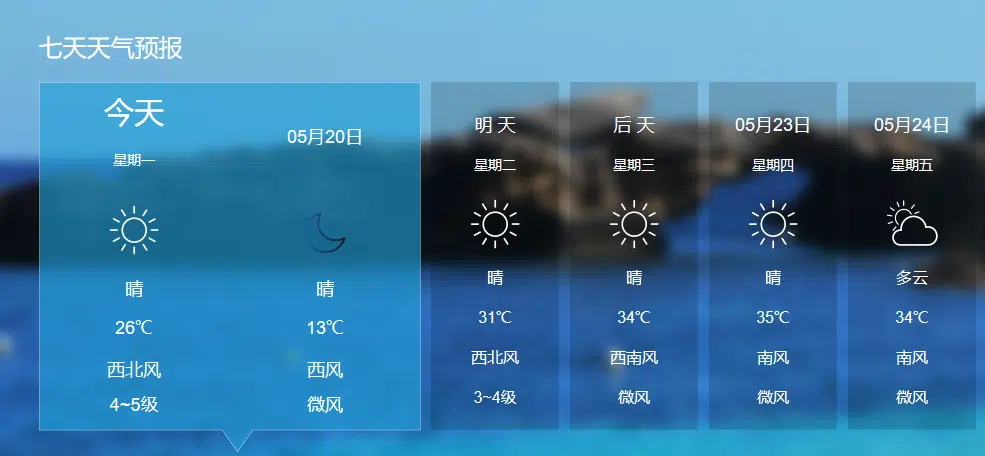 七天天气预报
今天
星期一
晴
26℃
西北风
4~5级
05月20日
晴
13℃
西风
微风
明 天
星期二
晴
31℃
西北风
3~4级
后 天
星期三
晴
34℃
西南风
微风
05月23日
星期四
晴
35℃
南风
微风
05月24日
星期五
多云
34℃
南风
微风